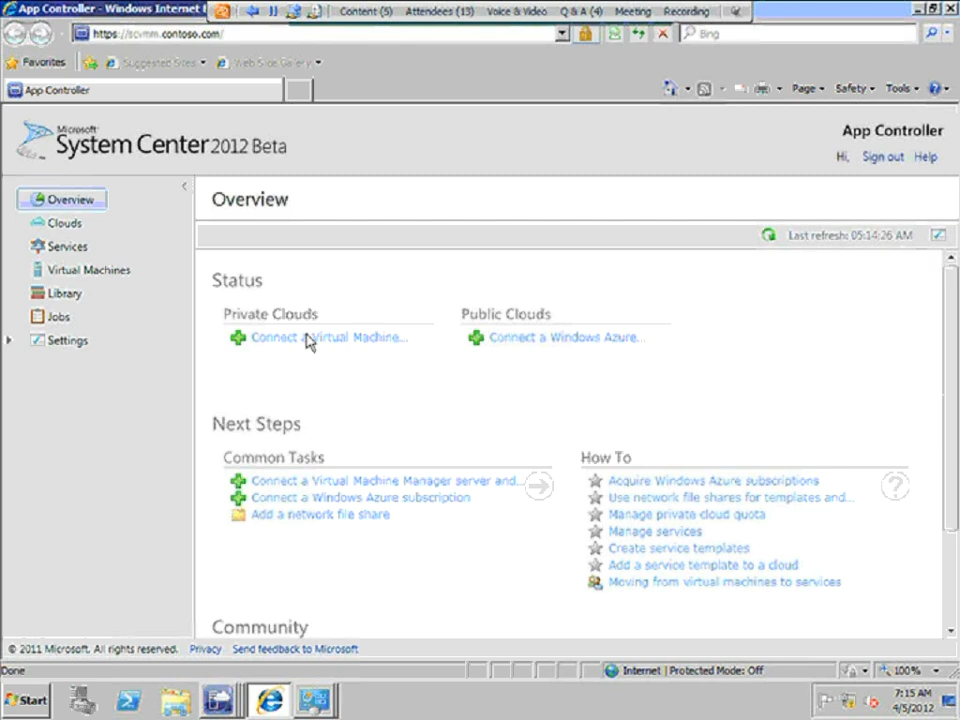 App Controller - Windows Internet
Content (5) Attendees (13) Voice & Video Q & A (4) Meeting Recording
https://scvmm.contoso.com/
Bing
Favorites Suggested Sites Web Slice Gallery
App Controller
Page Safety Tools
Microsoft
System Center 2012 Beta
App Controller
Hi, Sign out Help
Overview
Clouds
Services
Virtual Machines
Library
Jobs
Settings
Overview
Last refresh: 05:14:26 AM
Status
Private Clouds
Connect a Virtual Machine...
Public Clouds
Connect a Windows Azure...
Next Steps
Common Tasks
Connect a Virtual Machine Manager server and...
Connect a Windows Azure subscription
Add a network file share
How To
Acquire Windows Azure subscriptions
Use network file shares for templates and...
Manage private cloud quota
Manage services
Create service templates
Add a service template to a cloud
Moving from virtual machines to services
Community
© 2011 Microsoft. All rights reserved. Privacy Send feedback to Microsoft
Done
Internet | Protected Mode: Off
100%
Start
7:15 AM
4/5/2012